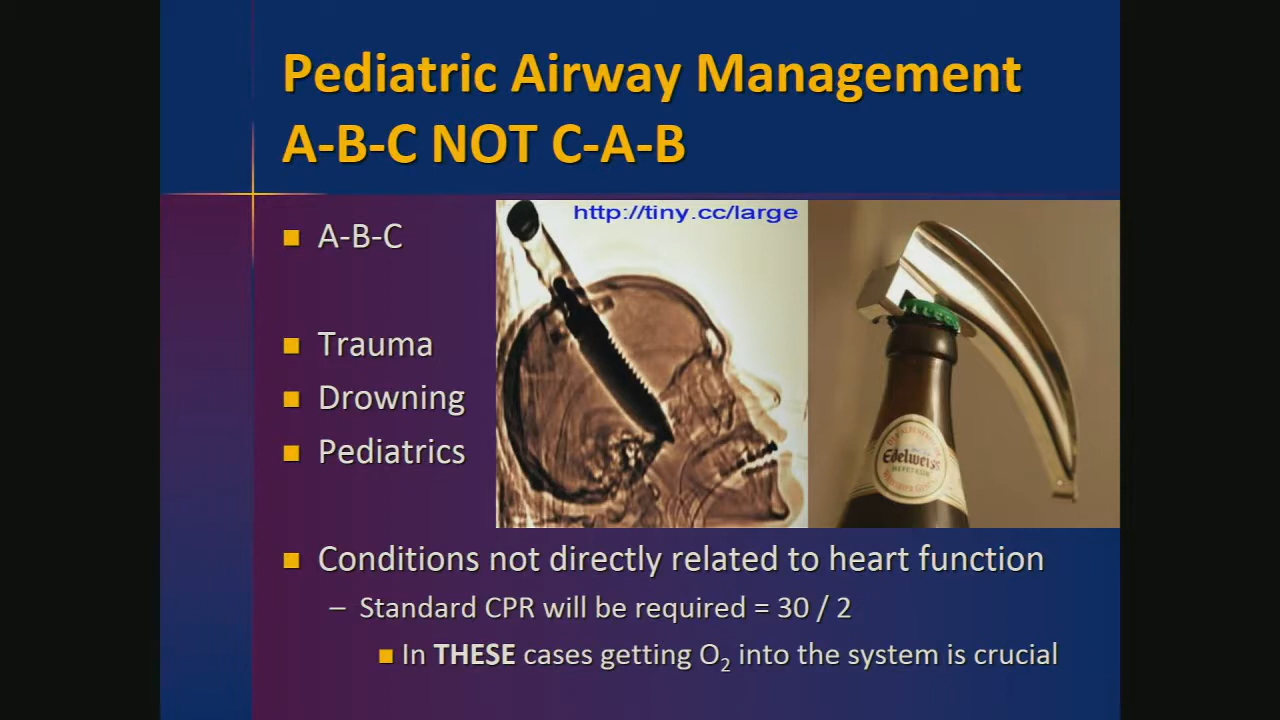 Pediatric Airway Management
A-B-C NOT C-A-B
A-B-C
http://tiny.cc/large
Trauma
Drowning
Pediatrics
Edelweiss
Conditions not directly related to heart function
– Standard CPR will be required = 30 / 2
In THESE cases getting O₂ into the system is crucial